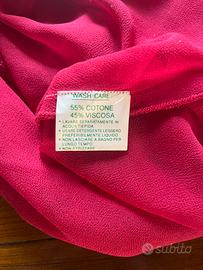 WASH CARE
55% COTONE
45% VISCOSA
• LAVARE SEPARATAMENTE IN
ACQUA TIEPIDA
• USARE DETERGENTE LEGGERO
PREFERIBILMENTE LIQUIDO
• NON LASCIARE A BAGNO PER
LUNGO TEMPO
• NON STRIZZARE
subito